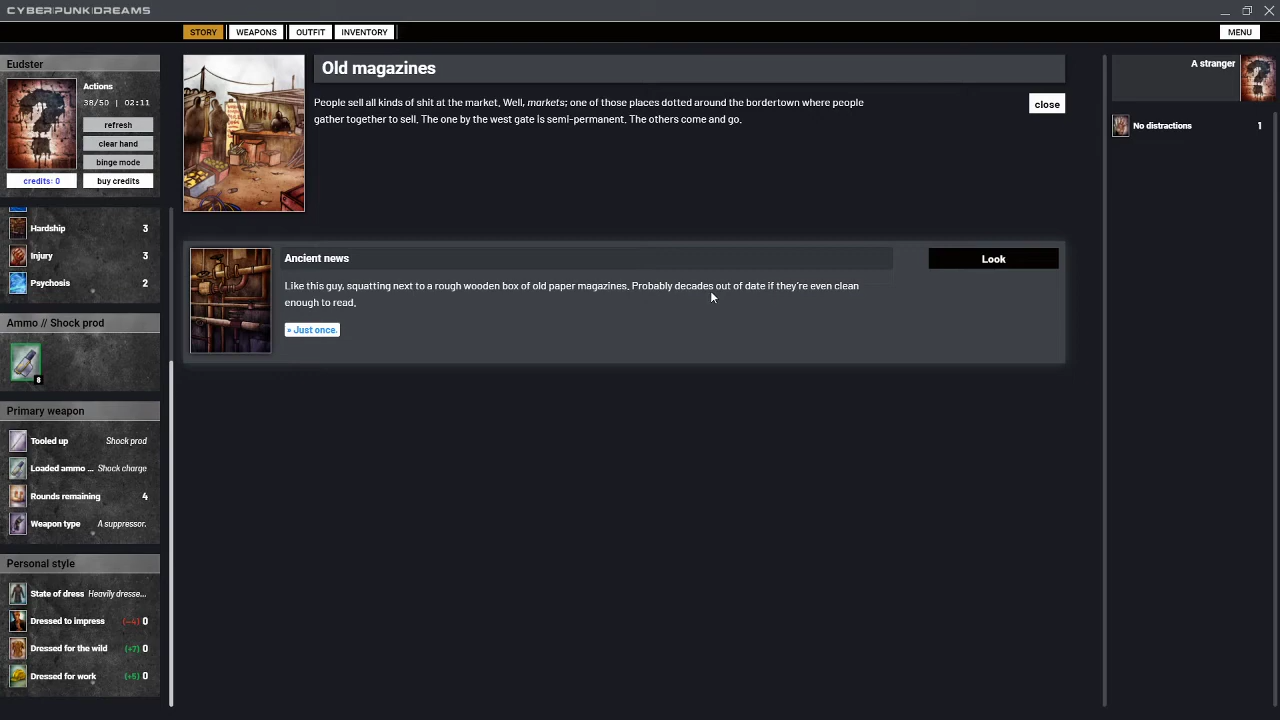 CYBER|PUNK|DREAMS
STORY
WEAPONS
OUTFIT
INVENTORY
MENU
Eudster
Actions
38/50 | 02:11
refresh
clear hand
binge mode
credits: 0
buy credits
Hardship 3
Injury 3
Psychosis 2
Ammo // Shock prod
8
Primary weapon
Tooled up Shock prod
Loaded ammo ... Shock charge
Rounds remaining 4
Weapon type A suppressor.
Personal style
State of dress Heavily dresse...
Dressed to impress (−4) 0
Dressed for the wild (+7) 0
Dressed for work (+5) 0
Old magazines
People sell all kinds of shit at the market. Well, markets; one of those places dotted around the bordertown where people
gather together to sell. The one by the west gate is semi-permanent. The others come and go.
close
Ancient news
Look
Like this guy, squatting next to a rough wooden box of old paper magazines. Probably decades out of date if they're even clean
enough to read.
» Just once.
A stranger
No distractions 1